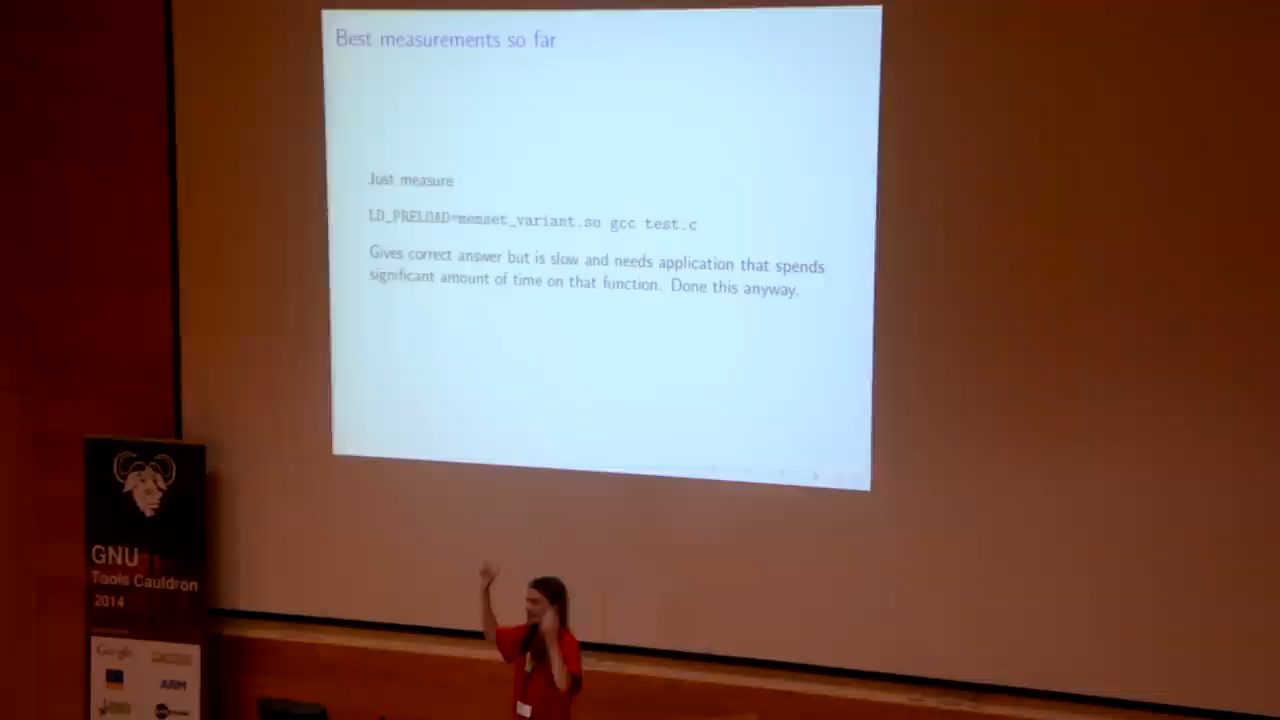 Best measurements so far
Just measure
LD_PRELOAD=memset_variant.so gcc test.c
Gives correct answer but is slow and needs application that spends
significant amount of time on that function. Done this anyway.
GNU
Tools Cauldron
2014
Google
ARM